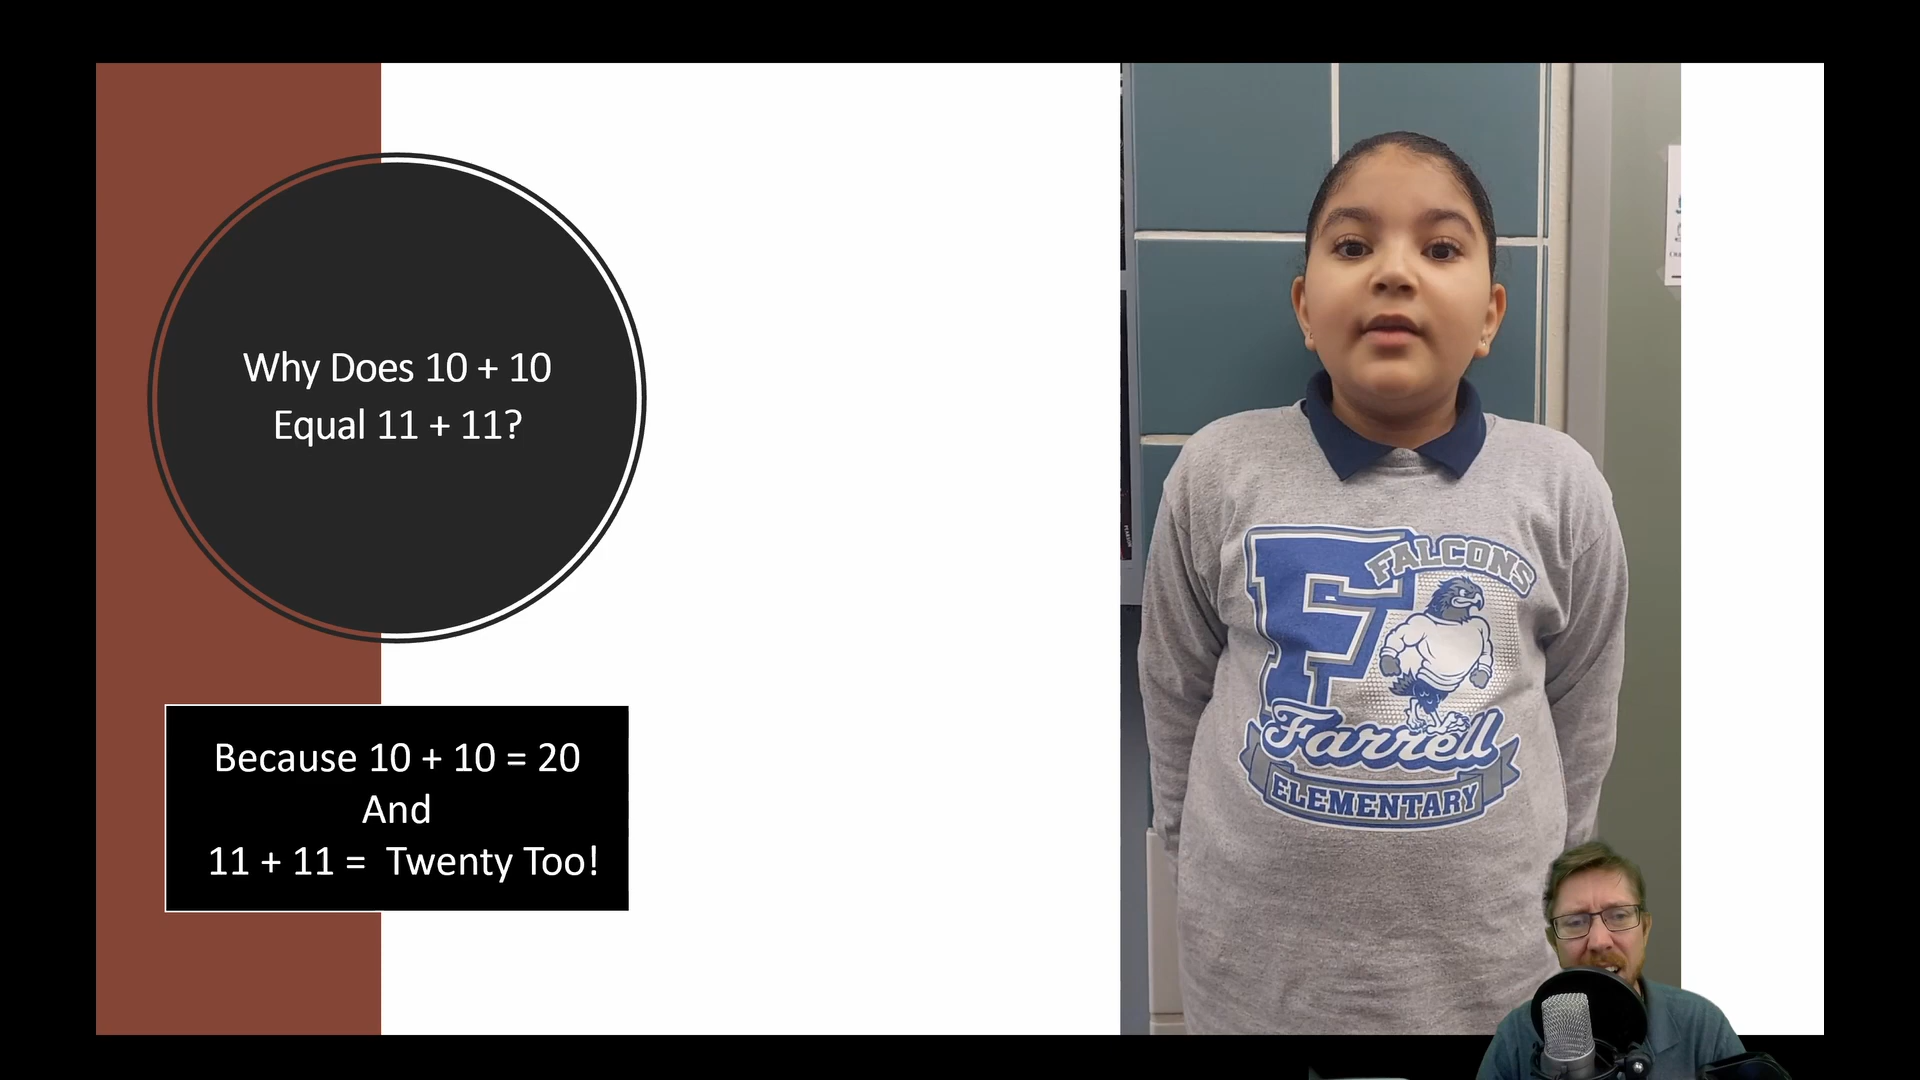 Why Does 10 + 10
Equal 11 + 11?
Because 10 + 10 = 20
And
11 + 11 = Twenty Too!
F FALCONS
Farrell
ELEMENTARY